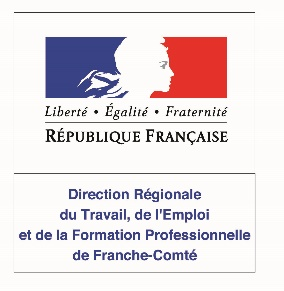 Liberté • Égalité • Fraternité
RÉPUBLIQUE FRANÇAISE
Direction Régionale
du Travail, de l'Emploi
et de la Formation Professionnelle
de Franche-Comté